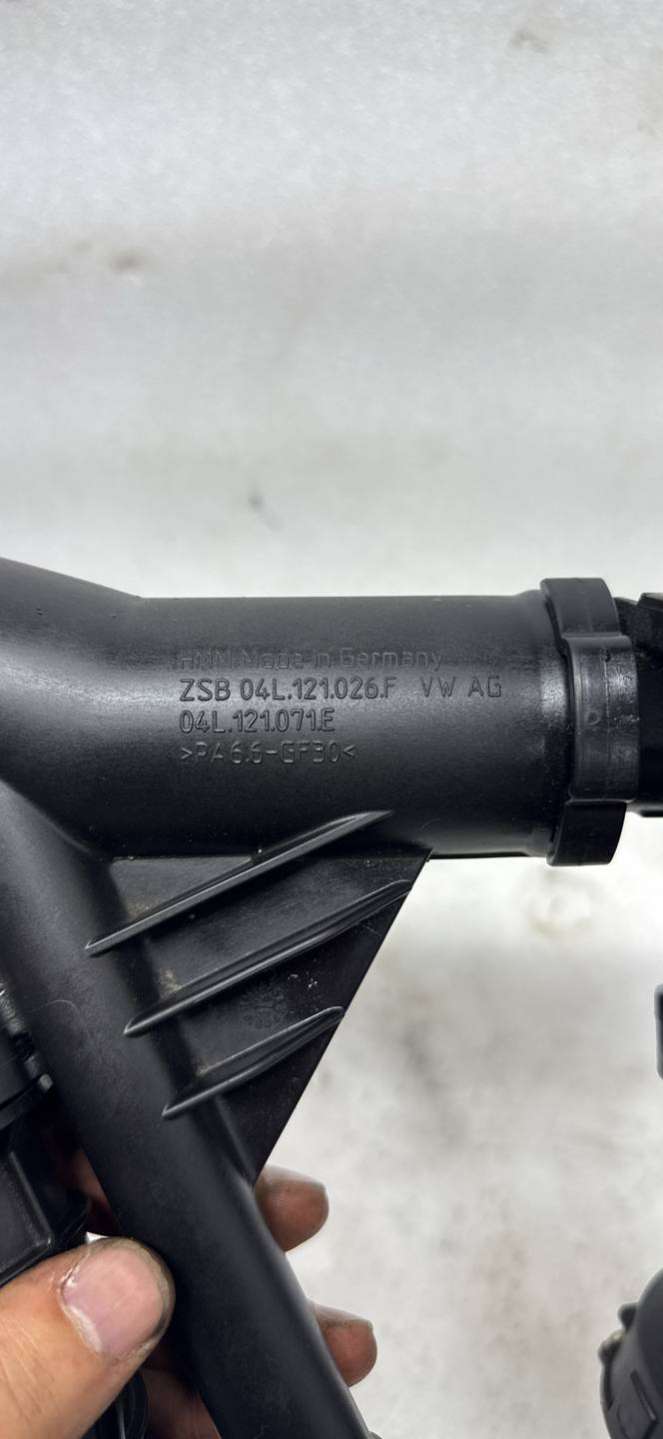 Made in Germany
ZSB 04L.121.026.F VW AG
04L.121.071.E
>PA6.6-GF30<